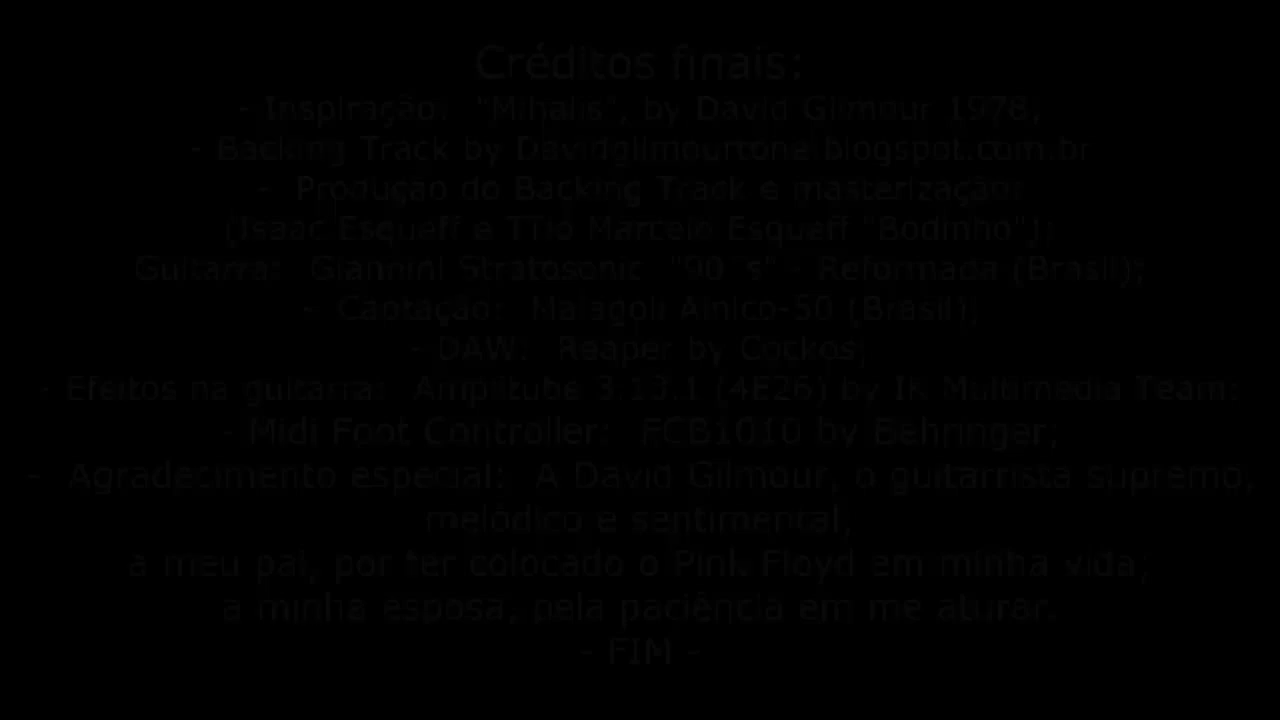 Créditos finais:
- Inspiração: "Mihalis", by David Gilmour 1978;
- Backing Track by Davidgilmourtone.blogspot.com.br
- Produção do Backing Track e masterização:
(Isaac Esqueff e Marcelo Esqueff "Bodinho");
Guitarra: Giannini Stratosonic "90´s" - Reformada (Brasil);
- Caotação: Malagoli Alnico-50 (Brasil);
- DAW: Reaper by Cockos;
- Efeitos na guitarra: Amplitube 3.13.1 (4E26) by IK Multimedia Team;
- Midi Foot Controller: FCB1010 by Behringer;
- Agradecimento especial: A David Gilmour, o guitarrista supremo,
melódico e sentimental,
a meu pai, por ter colocado o Pink Floyd em minha vida;
a minha esposa, pela paciência em me aturar.
- FIM -